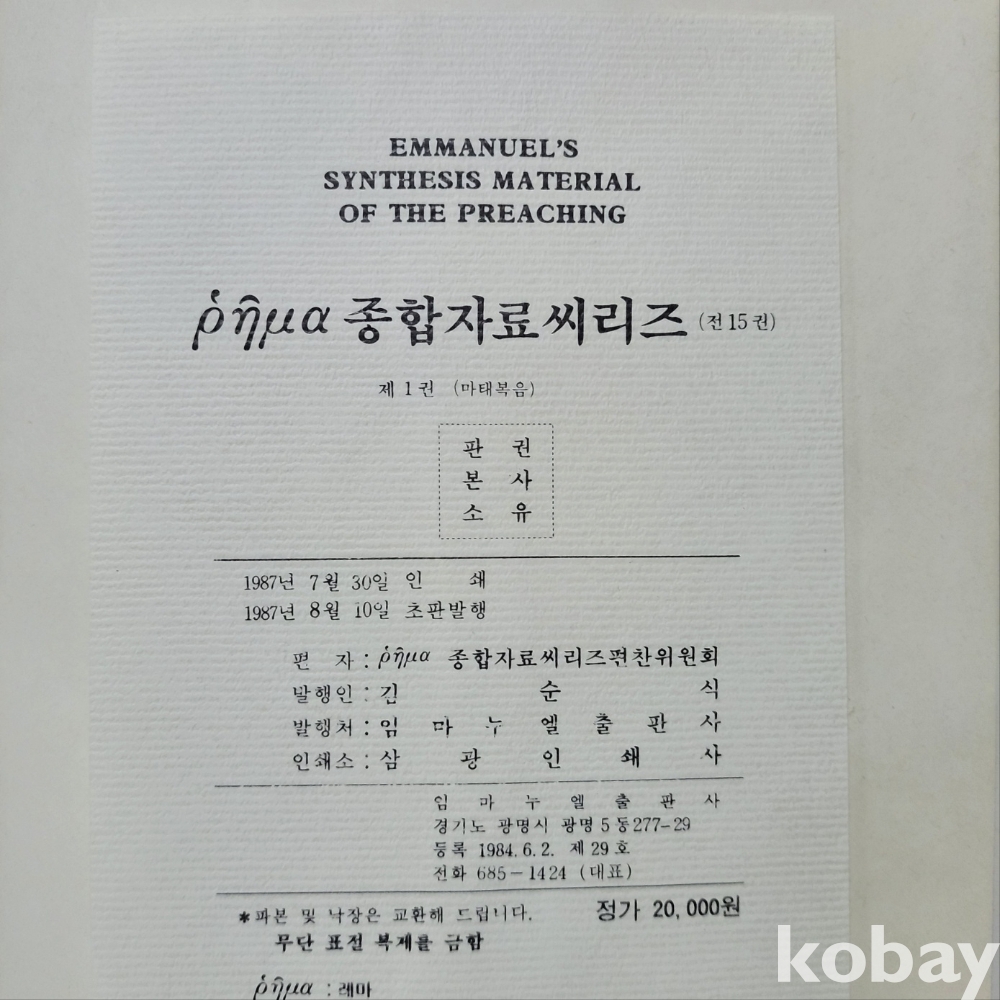 EMMANUEL'S
SYNTHESIS MATERIAL
OF THE PREACHING
ῥῆμα 종합자료씨리즈 (전15권)
제 1 권 (마태복음)
판 권
본 사
소 유
1987년 7월 30일 인 쇄
1987년 8월 10일 초판발행
편 자 : ῥῆμα 종합자료씨리즈편찬위원회
발행인 : 김 순 식
발행처 : 임 마 누 엘 출 판 사
인쇄소 : 삼 광 인 쇄 사
임 마 누 엘 출 판 사
경기도 광명시 광명 5 동277-29
등록 1984. 6. 2. 제 29 호
전화 685-1424 (대표)
*파본 및 낙장은 교환해 드립니다. 정가 20,000원
무단 표전 복제를 금함
ῥῆμα : 레마
kobay